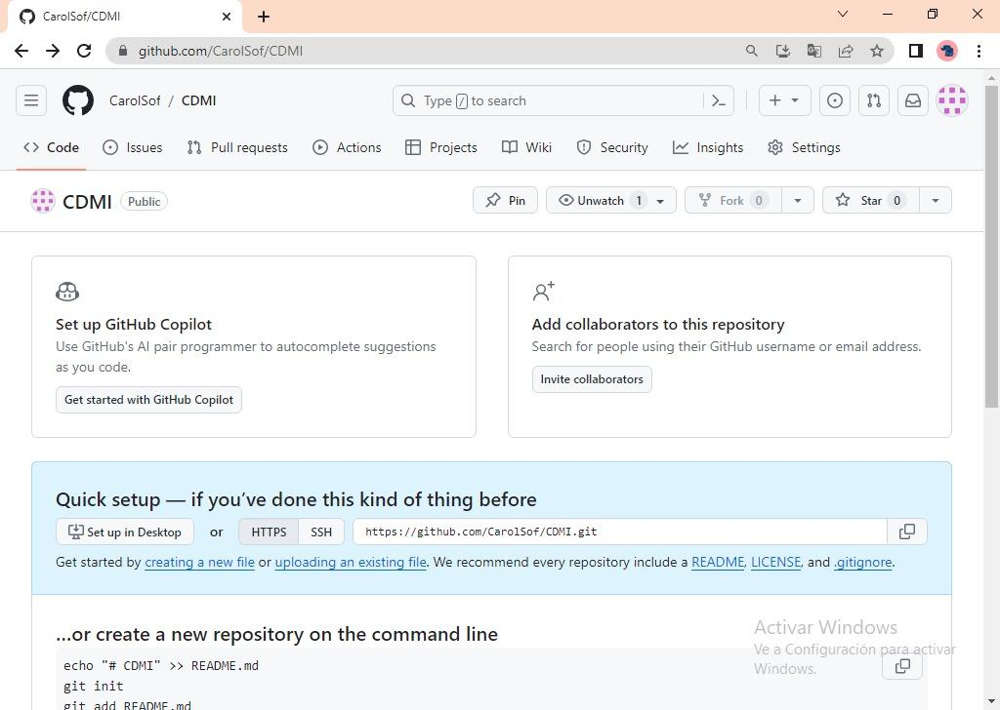 CarolSof/CDMI
github.com/CarolSof/CDMI
CarolSof / CDMI
Type / to search
Code Issues Pull requests Actions Projects Wiki Security Insights Settings
CDMI Public
Pin Unwatch 1 Fork 0 Star 0
Set up GitHub Copilot
Use GitHub's AI pair programmer to autocomplete suggestions
as you code.
Get started with GitHub Copilot
Add collaborators to this repository
Search for people using their GitHub username or email address.
Invite collaborators
Quick setup — if you’ve done this kind of thing before
Set up in Desktop or HTTPS SSH https://github.com/CarolSof/CDMI.git
Get started by creating a new file or uploading an existing file. We recommend every repository include a README, LICENSE, and .gitignore.
…or create a new repository on the command line
echo "# CDMI" >> README.md
git init
git add README.md
Activar Windows
Ve a Configuración para activar
Windows.